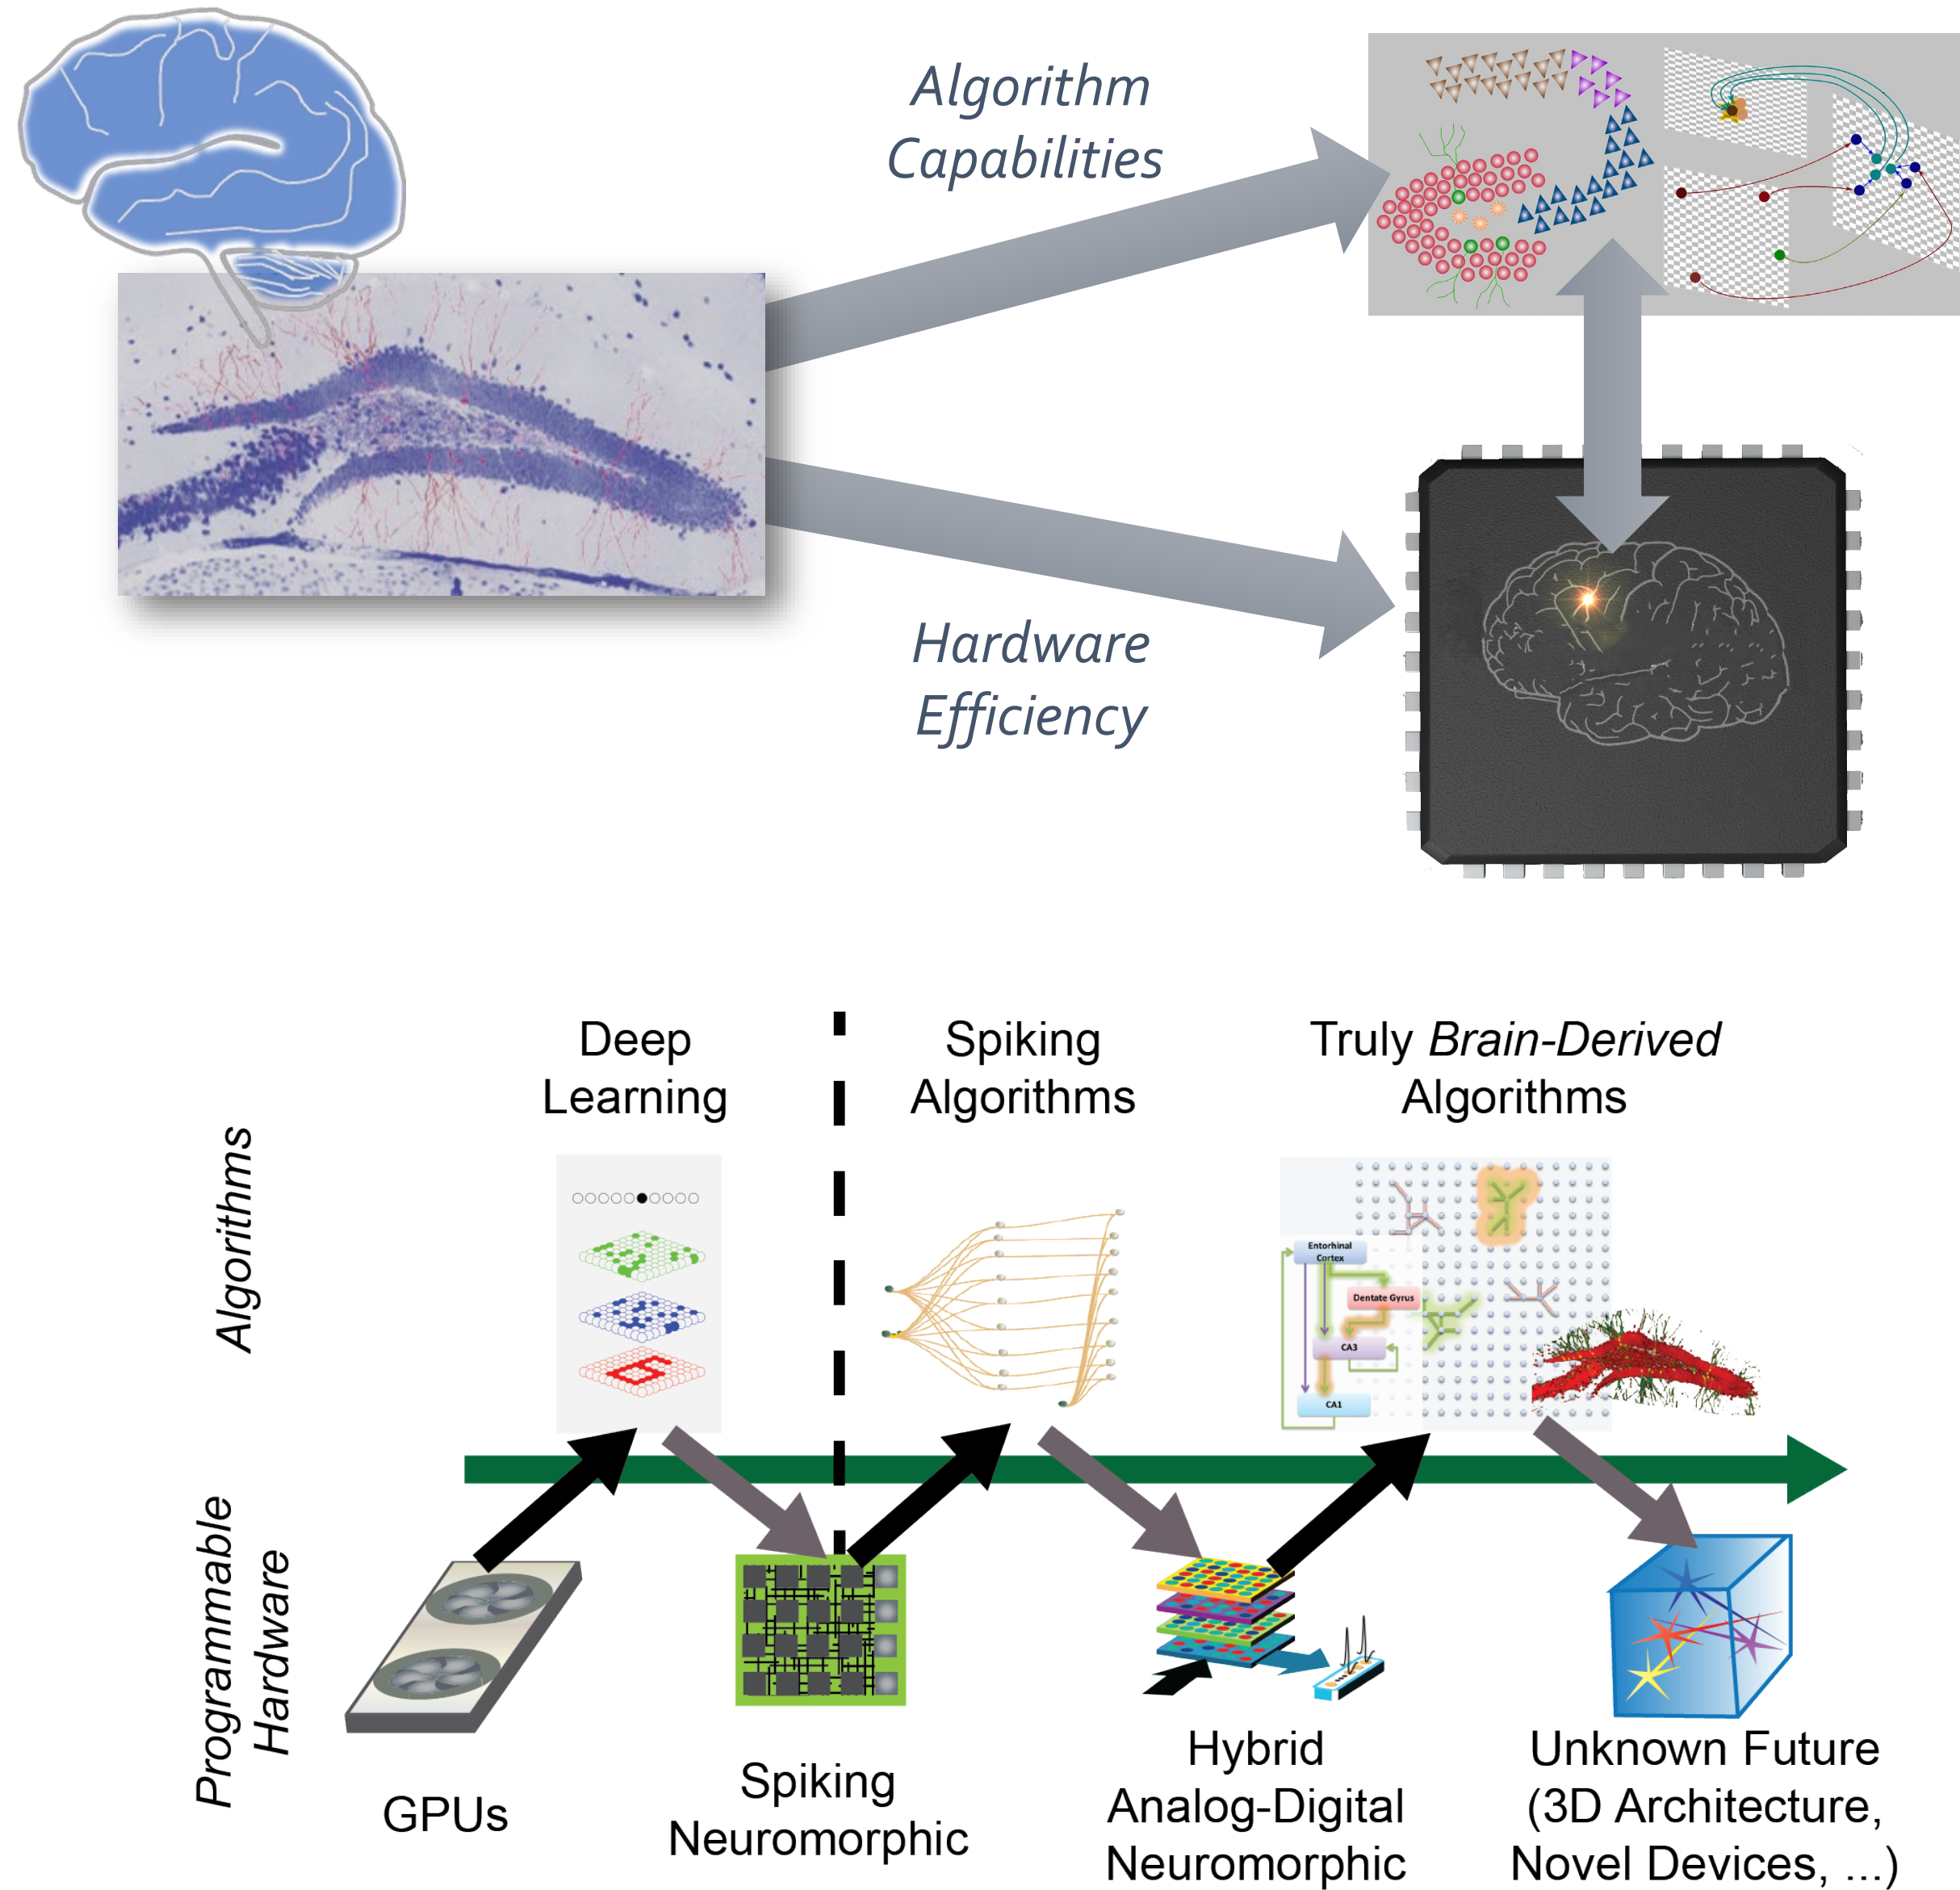 Algorithm
Capabilities
Hardware
Efficiency
Deep
Learning
Spiking
Algorithms
Truly Brain-Derived
Algorithms
Algorithms
Entorhinal
Cortex
Dentate Gyrus
CA3
CA1
Programmable
Hardware
GPUs
Spiking
Neuromorphic
Hybrid
Analog-Digital
Neuromorphic
Unknown Future
(3D Architecture,
Novel Devices, ...)